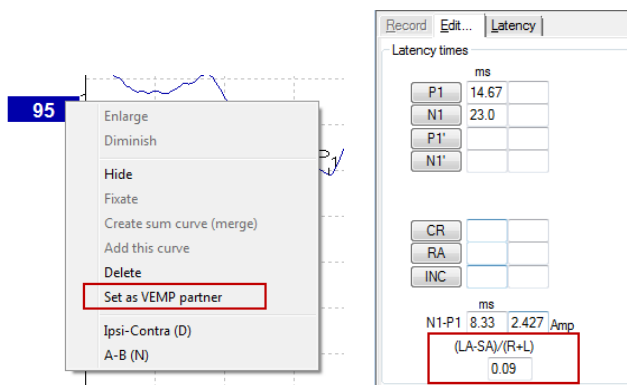 95
Enlarge
Diminish
Hide
Fixate
Create sum curve (merge)
Add this curve
Delete
Set as VEMP partner
Ipsi-Contra (D)
A-B (N)
P1
Record Edit... Latency
Latency times
ms
P1 14.67
N1 23.0
P1'
N1'
CR
RA
INC
ms
N1-P1 8.33 2.427 Amp
(LA-SA)/(R+L)
0.09